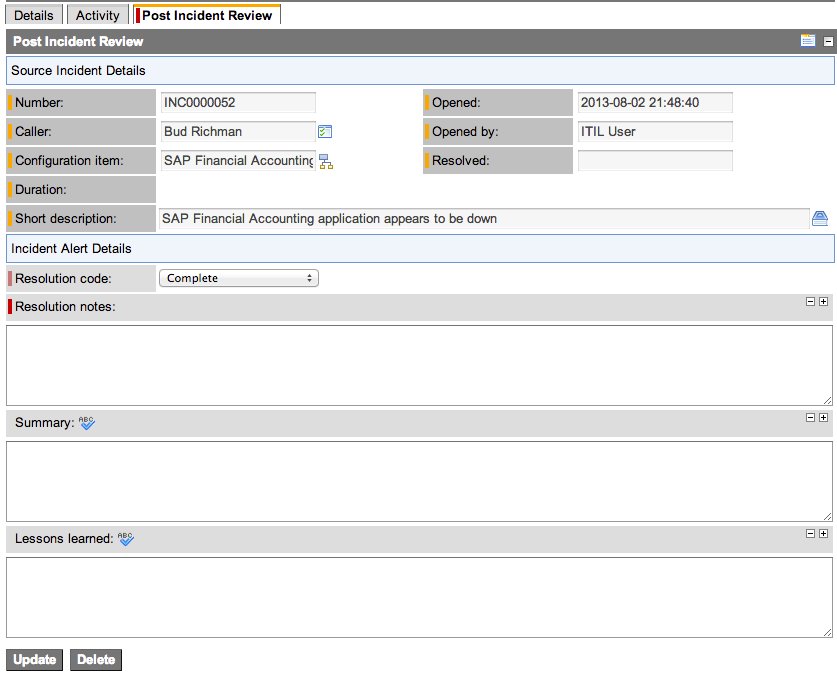 Details Activity Post Incident Review
Post Incident Review
Source Incident Details
Number: INC0000052 Opened: 2013-08-02 21:48:40
Caller: Bud Richman Opened by: ITIL User
Configuration item: SAP Financial Accounting Resolved:
Duration:
Short description: SAP Financial Accounting application appears to be down
Incident Alert Details
Resolution code: Complete
Resolution notes:
Summary: ABC
Lessons learned: ABC
Update Delete